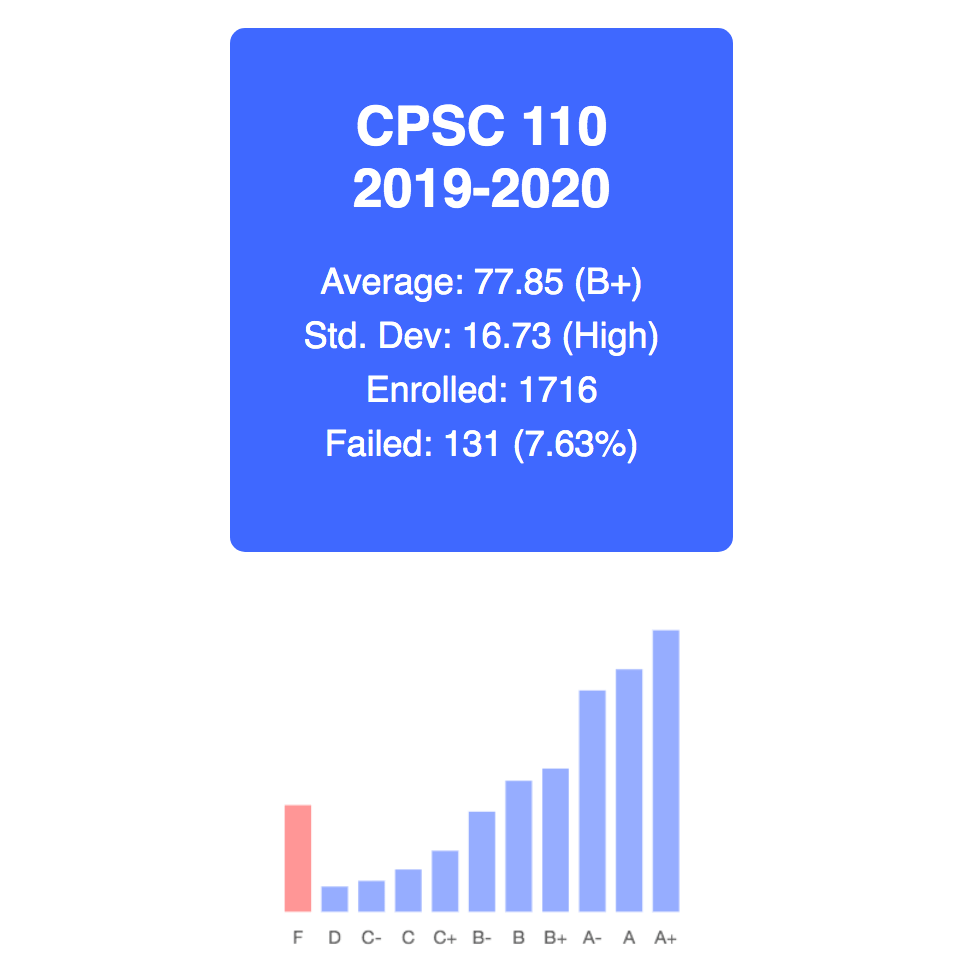 CPSC 110
2019-2020
Average: 77.85 (B+)
Std. Dev: 16.73 (High)
Enrolled: 1716
Failed: 131 (7.63%)
F D C- C C+ B- B B+ A- A A+